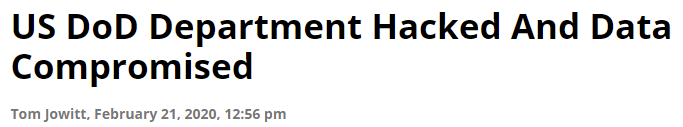 US DoD Department Hacked And Data
Compromised
Tom Jowitt, February 21, 2020, 12:56 pm